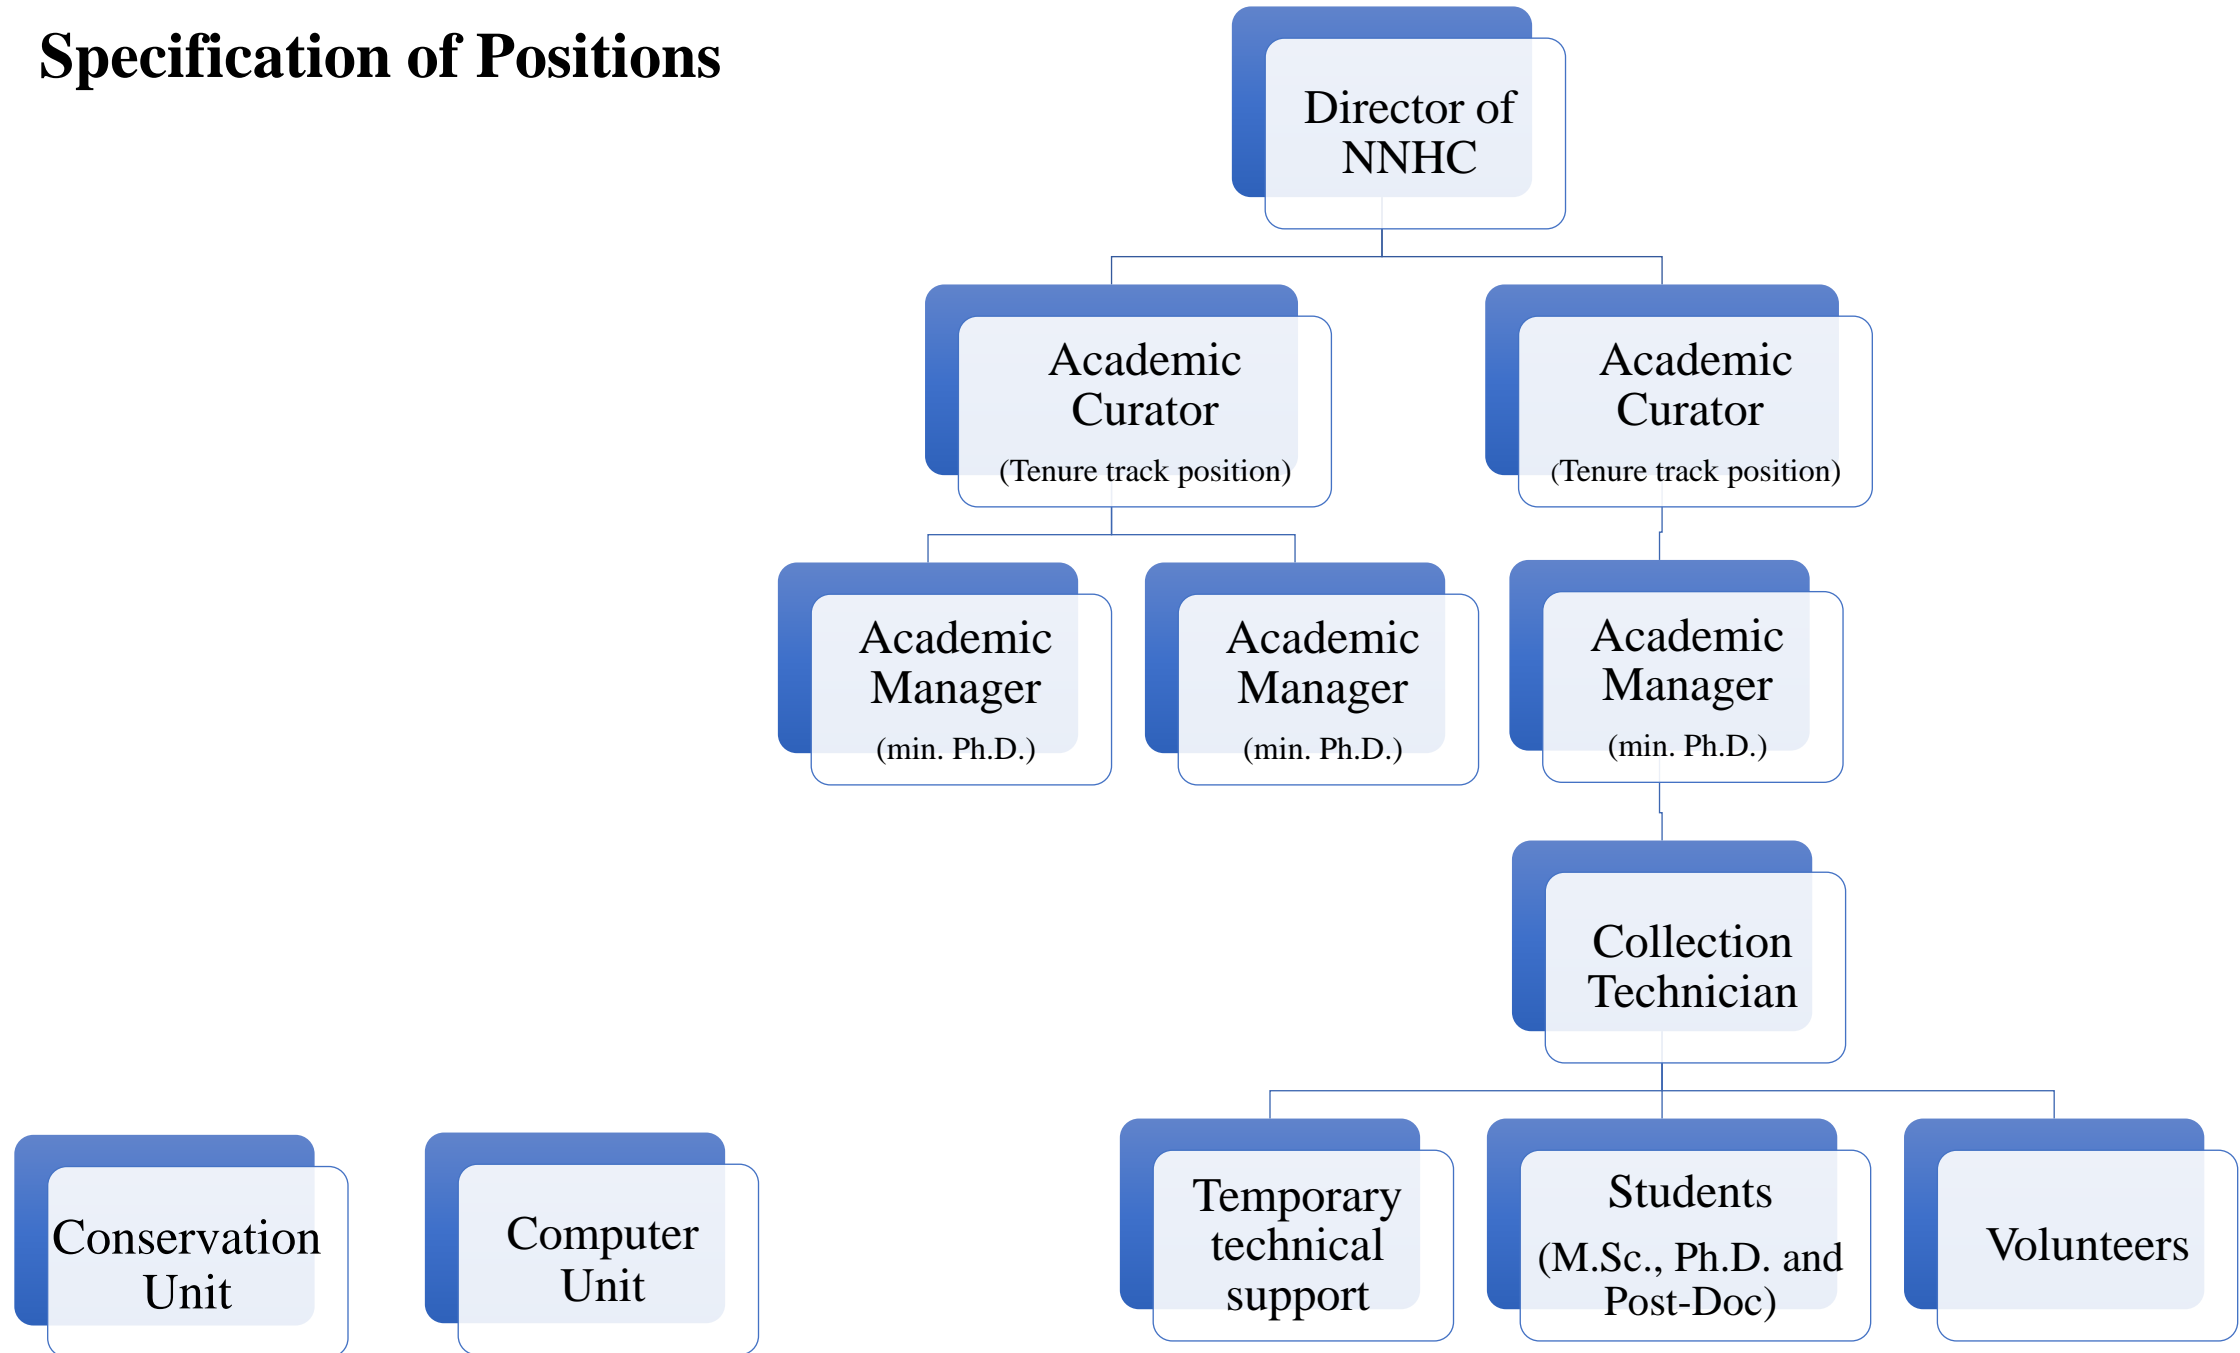 Specification of Positions
Director of
NNHC
Academic
Curator
(Tenure track position)
Academic
Curator
(Tenure track position)
Academic
Manager
(min. Ph.D.)
Academic
Manager
(min. Ph.D.)
Academic
Manager
(min. Ph.D.)
Collection
Technician
Conservation
Unit
Computer
Unit
Temporary
technical
support
Students
(M.Sc., Ph.D. and
Post-Doc)
Volunteers